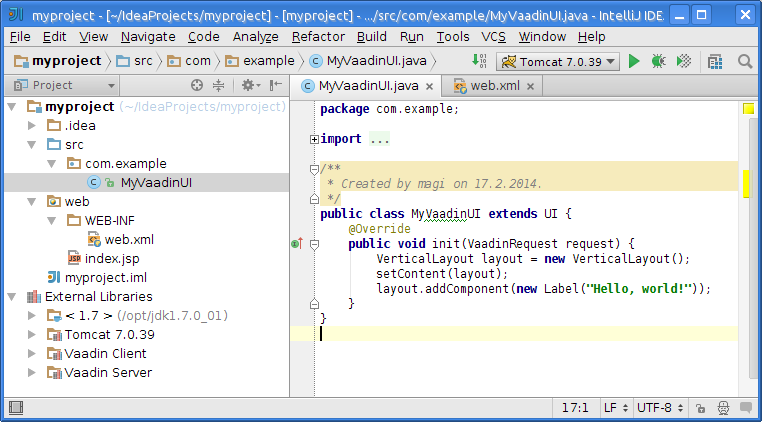 myproject - [~/IdeaProjects/myproject] - [myproject] - .../src/com/example/MyVaadinUI.java - IntelliJ IDEA
File Edit View Navigate Code Analyze Refactor Build Run Tools VCS Window Help
myproject src com example MyVaadinUI.java Tomcat 7.0.39
Project
MyVaadinUI.java web.xml
myproject (~/IdeaProjects/myproject)
.idea
src
com.example
MyVaadinUI
web
WEB-INF
web.xml
index.jsp
myproject.iml
External Libraries
< 1.7 > (/opt/jdk1.7.0_01)
Tomcat 7.0.39
Vaadin Client
Vaadin Server
package com.example;
import ...
/**
* Created by magi on 17.2.2014.
*/
public class MyVaadinUI extends UI {
@Override
public void init(VaadinRequest request) {
VerticalLayout layout = new VerticalLayout();
setContent(layout);
layout.addComponent(new Label("Hello, world!"));
}
}
17:1 LF UTF-8